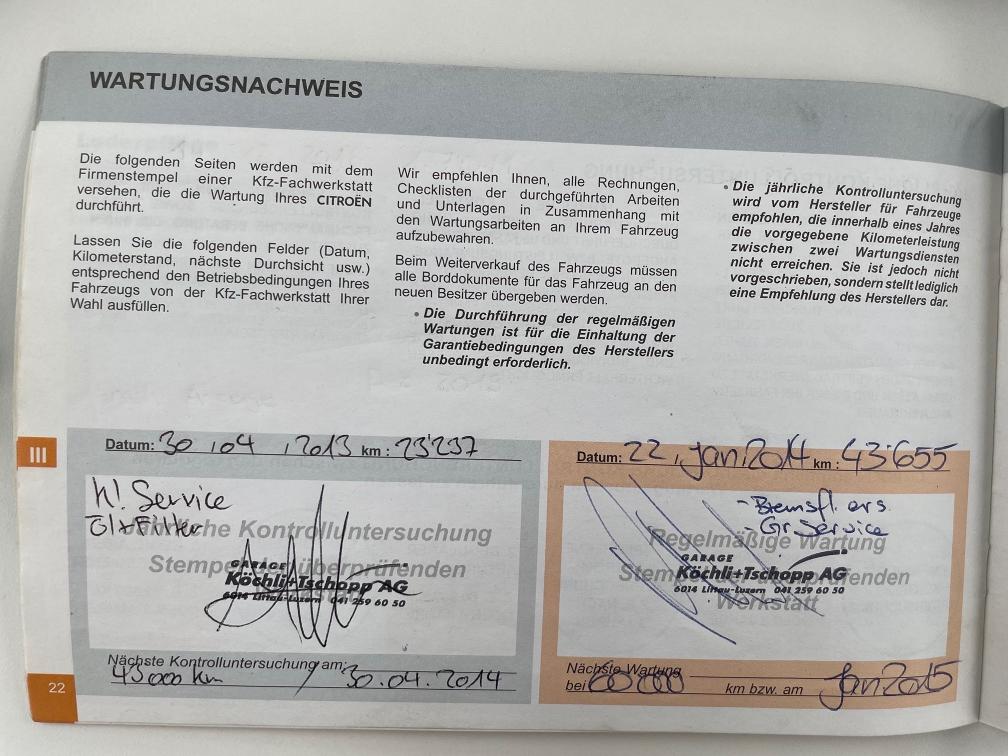 WARTUNGSNACHWEIS
Die folgenden Seiten werden mit dem
Firmenstempel einer Kfz-Fachwerkstatt
versehen, die die Wartung Ihres CITROËN
durchführt.
Lassen Sie die folgenden Felder (Datum,
Kilometerstand, nächste Durchsicht usw.)
entsprechend den Betriebsbedingungen Ihres
Fahrzeugs von der Kfz-Fachwerkstatt Ihrer
Wahl ausfüllen.
Wir empfehlen Ihnen, alle Rechnungen,
Checklisten der durchgeführten Arbeiten
und Unterlagen in Zusammenhang mit
den Wartungsarbeiten an Ihrem Fahrzeug
aufzubewahren.
Beim Weiterverkauf des Fahrzeugs müssen
alle Borddokumente für das Fahrzeug an den
neuen Besitzer übergeben werden.
• Die Durchführung der regelmäßigen
Wartungen ist für die Einhaltung der
Garantiebedingungen des Herstellers
unbedingt erforderlich.
• Die jährliche Kontrolluntersuchung
wird vom Hersteller für Fahrzeuge
empfohlen, die innerhalb eines Jahres
die vorgegebene Kilometerleistung
zwischen zwei Wartungsdiensten
nicht erreichen. Sie ist jedoch nicht
vorgeschrieben, sondern stellt lediglich
eine Empfehlung des Herstellers dar.
III
Datum: 30 , 04 , 2013 km : 23'237
kl. Service
Öl+Filter
Jährliche Kontrolluntersuchung
Stempel der überprüfenden
GARAGE
Köchli+Tschopp AG
6014 Littau-Luzern 041 259 60 50
Nächste Kontrolluntersuchung am:
43'000 km / 30.04.2014
Datum: 22. Jan. 2014 km : 43'655
- Bremsfl. ers.
- Gr. Service
Regelmäßige Wartung
Stempel der überprüfenden
Werkstatt
GARAGE
Köchli+Tschopp AG
6014 Littau-Luzern 041 259 60 50
Nächste Wartung
bei km bzw. am Jan 2015
22